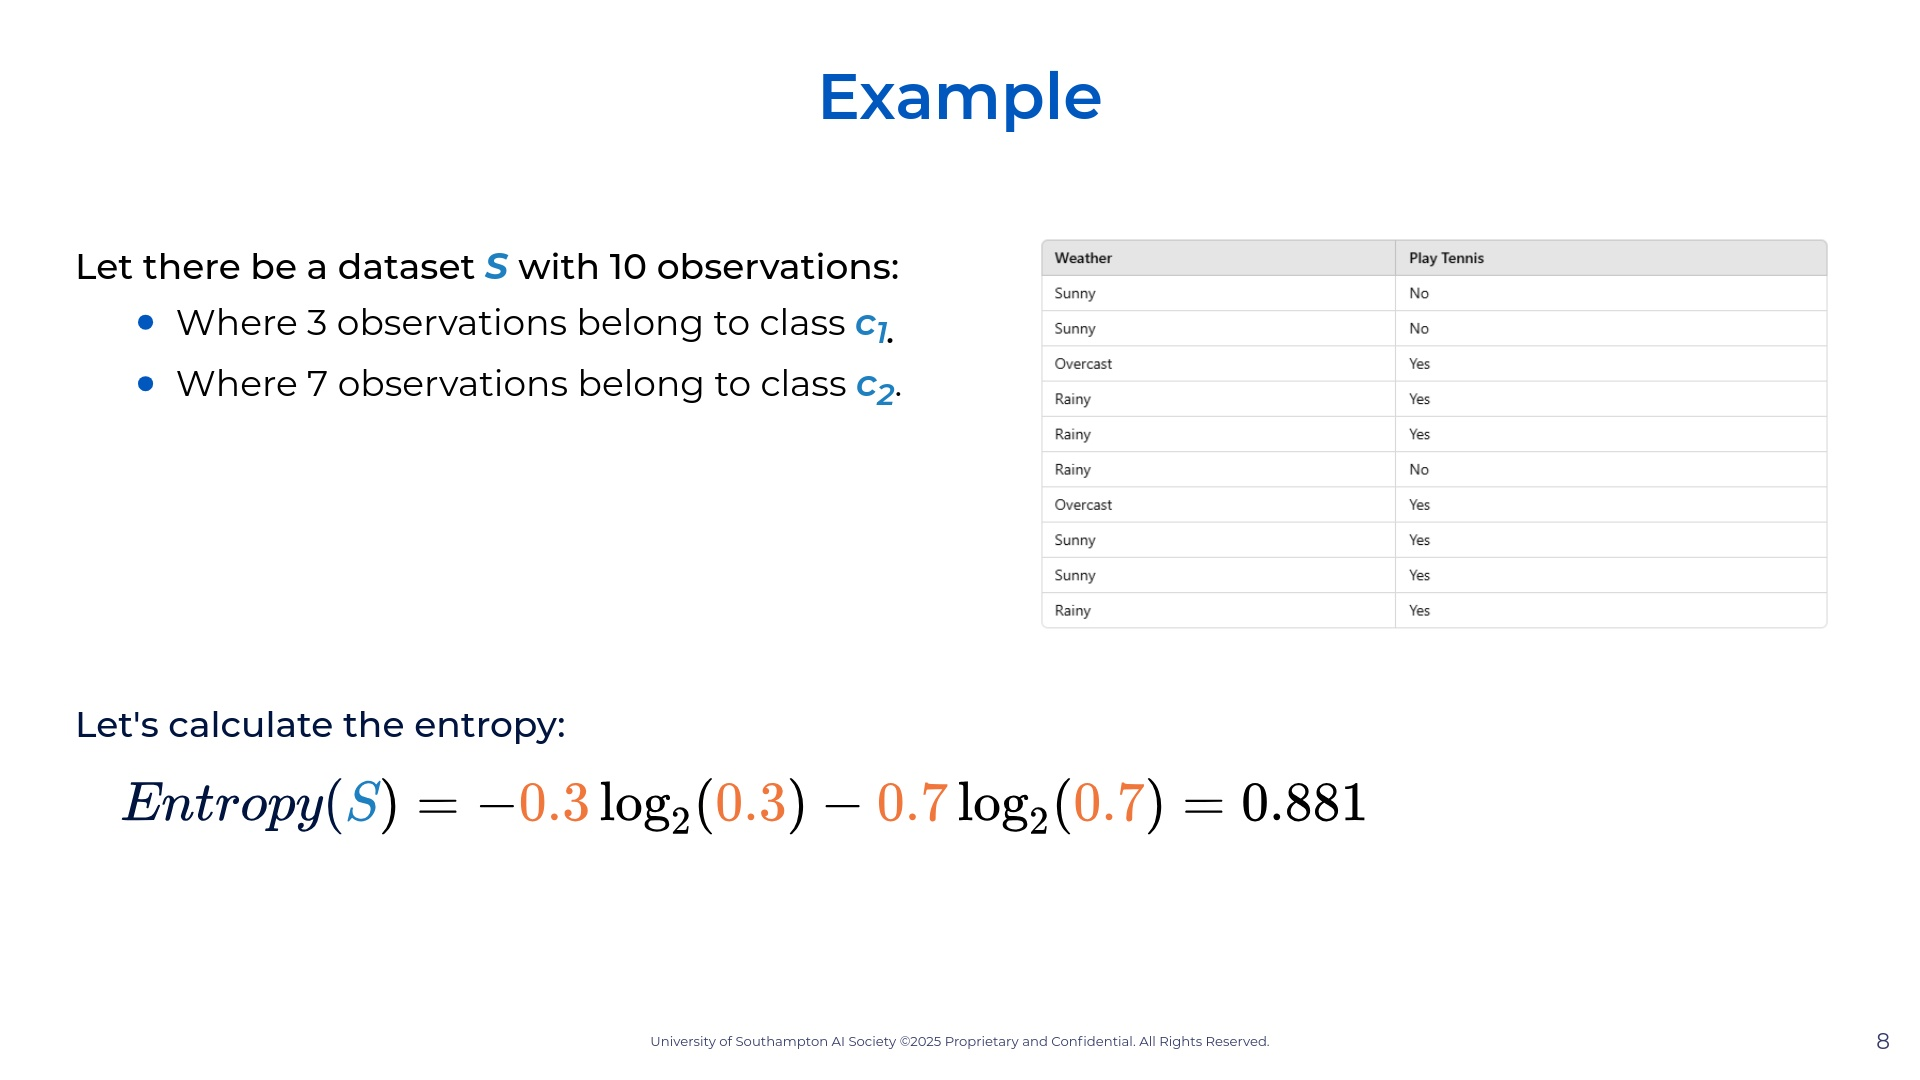 Example
Let there be a dataset S with 10 observations:
Where 3 observations belong to class c1.
Where 7 observations belong to class c2.
Weather Play Tennis
Sunny No
Sunny No
Overcast Yes
Rainy Yes
Rainy Yes
Rainy No
Overcast Yes
Sunny Yes
Sunny Yes
Rainy Yes
Let's calculate the entropy:
Entropy(S) = −0.3 log₂(0.3) − 0.7 log₂(0.7) = 0.881
University of Southampton AI Society ©2025 Proprietary and Confidential. All Rights Reserved.
8